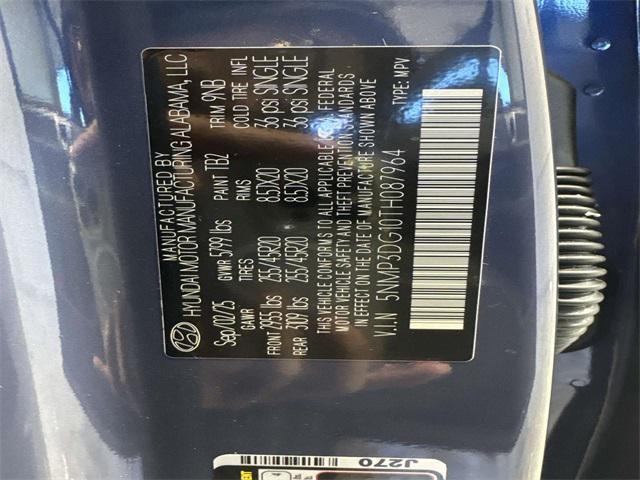 MANUFACTURED BY
HYUNDAI MOTOR MANUFACTURING ALABAMA, LLC
Sep/02/25 GVWR 5799 lbs PAINT TB2 TRIM 9NB
GAWR TIRES RIMS COLD TIRE INFL
FRONT 2935 lbs 255/45R20 8.5JX20 36 psi SINGLE
REAR 3109 lbs 255/45R20 8.5JX20 36 psi SINGLE
THIS VEHICLE CONFORMS TO ALL APPLICABLE U.S. FEDERAL
MOTOR VEHICLE SAFETY AND THEFT PREVENTION STANDARDS
IN EFFECT ON THE DATE OF MANUFACTURE SHOWN ABOVE
V.I.N 5NMP3DG10TH087964 TYPE: MPV
J270